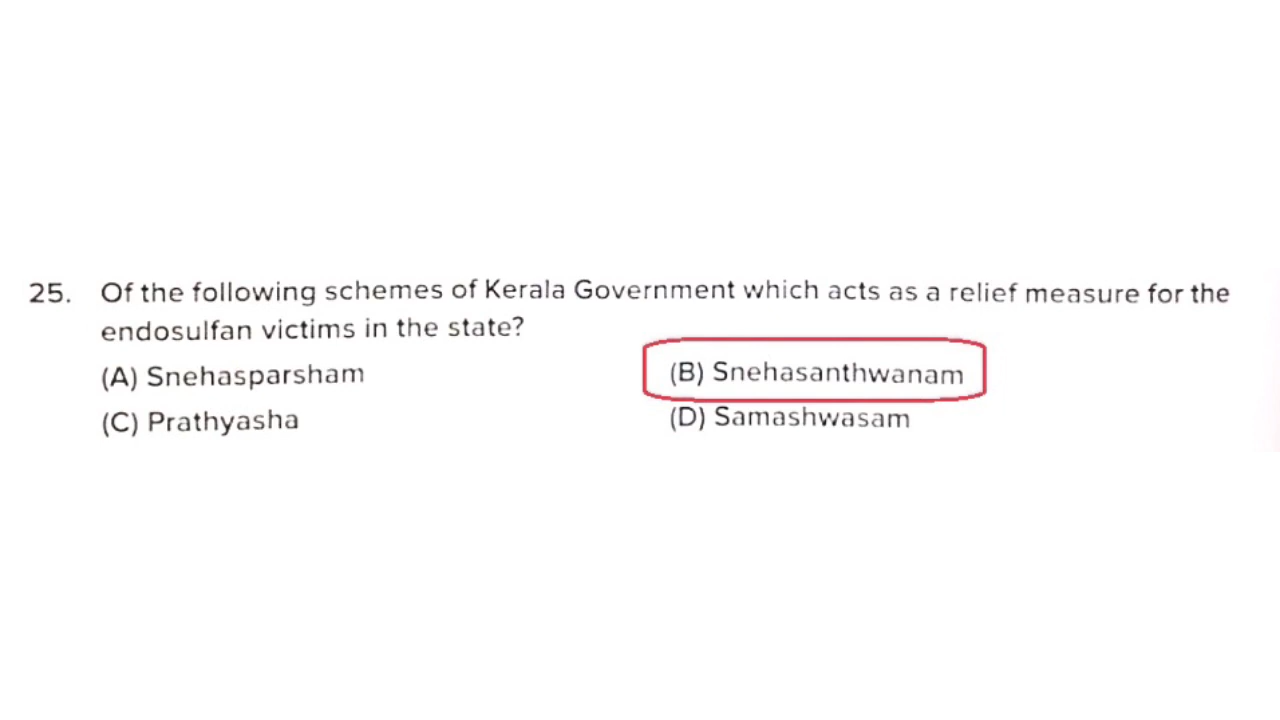 25. Of the following schemes of Kerala Government which acts as a relief measure for the
endosulfan victims in the state?
(A) Snehasparsham (B) Snehasanthwanam
(C) Prathyasha (D) Samashwasam